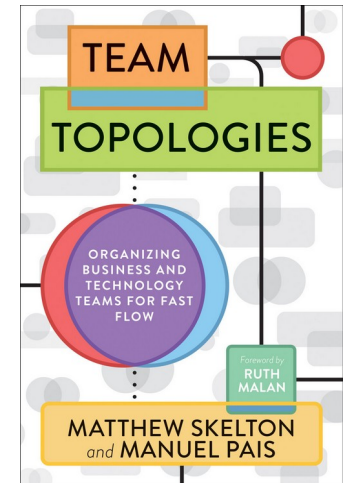 TEAM
TOPOLOGIES
ORGANIZING
BUSINESS AND
TECHNOLOGY
TEAMS FOR FAST
FLOW
Foreword by
RUTH
MALAN
MATTHEW SKELTON
and MANUEL PAIS